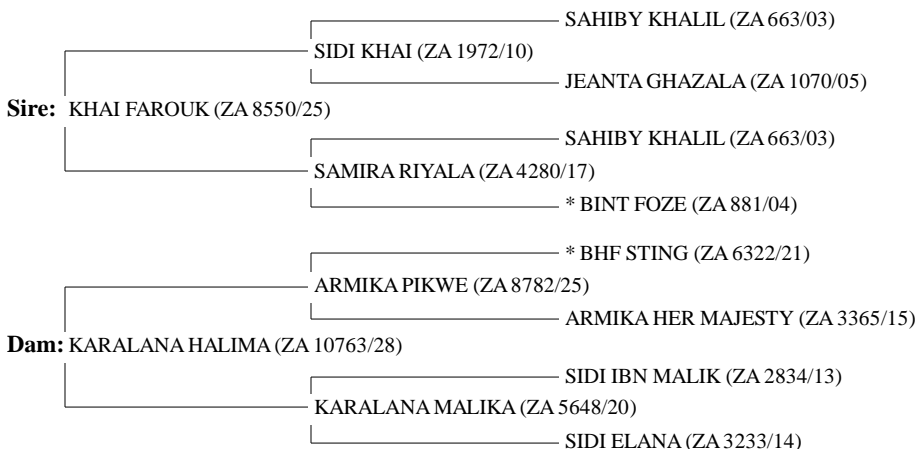 SAHIBY KHALIL (ZA 663/03)
SIDI KHAI (ZA 1972/10)
JEANTA GHAZALA (ZA 1070/05)
Sire: KHAI FAROUK (ZA 8550/25)
SAHIBY KHALIL (ZA 663/03)
SAMIRA RIYALA (ZA 4280/17)
* BINT FOZE (ZA 881/04)
* BHF STING (ZA 6322/21)
ARMIKA PIKWE (ZA 8782/25)
ARMIKA HER MAJESTY (ZA 3365/15)
Dam: KARALANA HALIMA (ZA 10763/28)
SIDI IBN MALIK (ZA 2834/13)
KARALANA MALIKA (ZA 5648/20)
SIDI ELANA (ZA 3233/14)